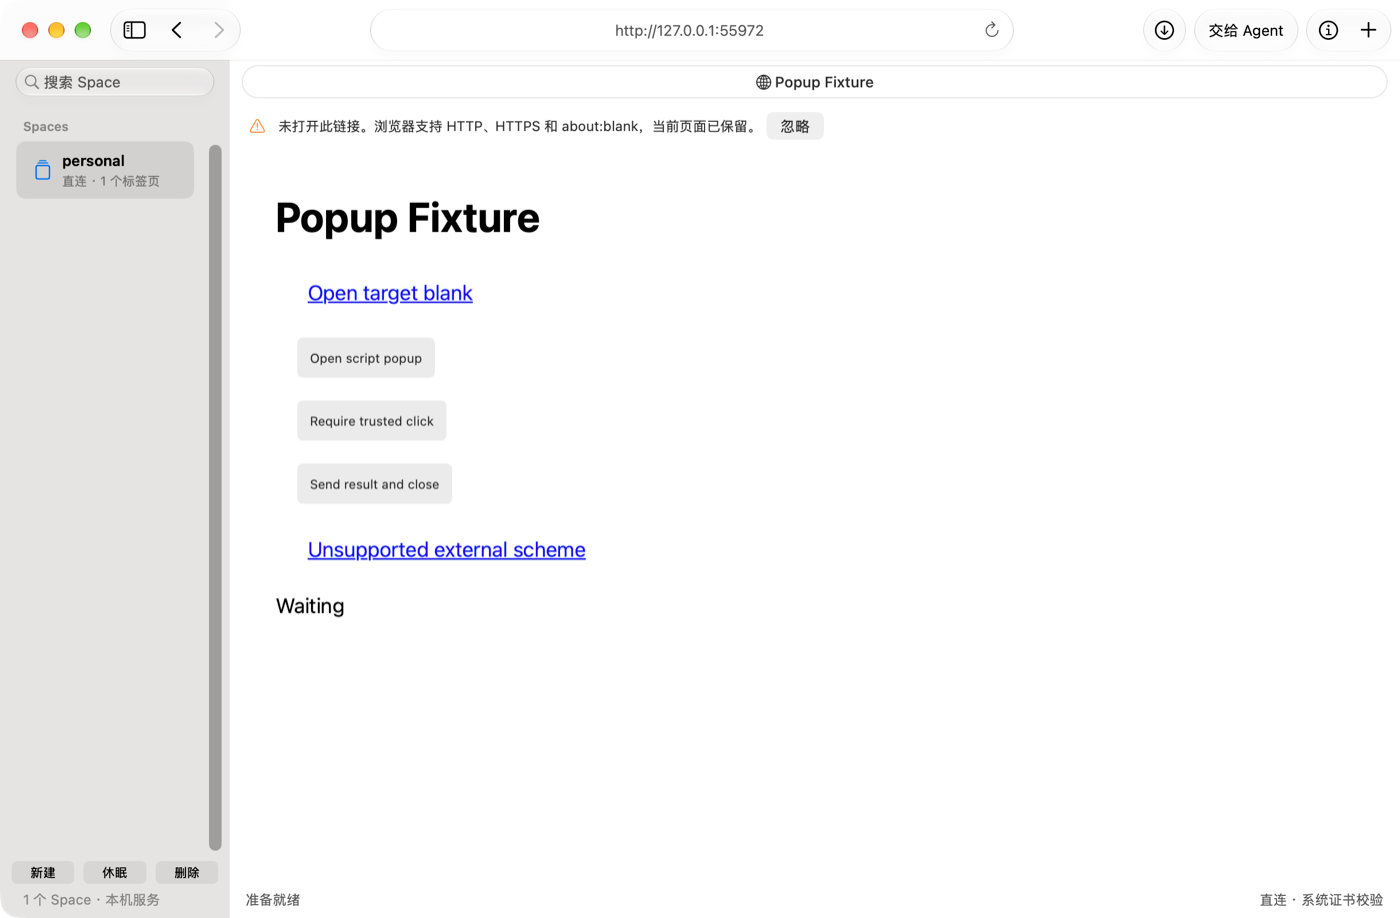 http://127.0.0.1:55972
交给 Agent
搜索 Space
Popup Fixture
Spaces
未打开此链接。浏览器支持 HTTP、HTTPS 和 about:blank，当前页面已保留。
忽略
personal
直连 · 1 个标签页
Popup Fixture
Open target blank
Open script popup
Require trusted click
Send result and close
Unsupported external scheme
Waiting
新建
休眠
删除
1 个 Space · 本机服务
准备就绪
直连 · 系统证书校验